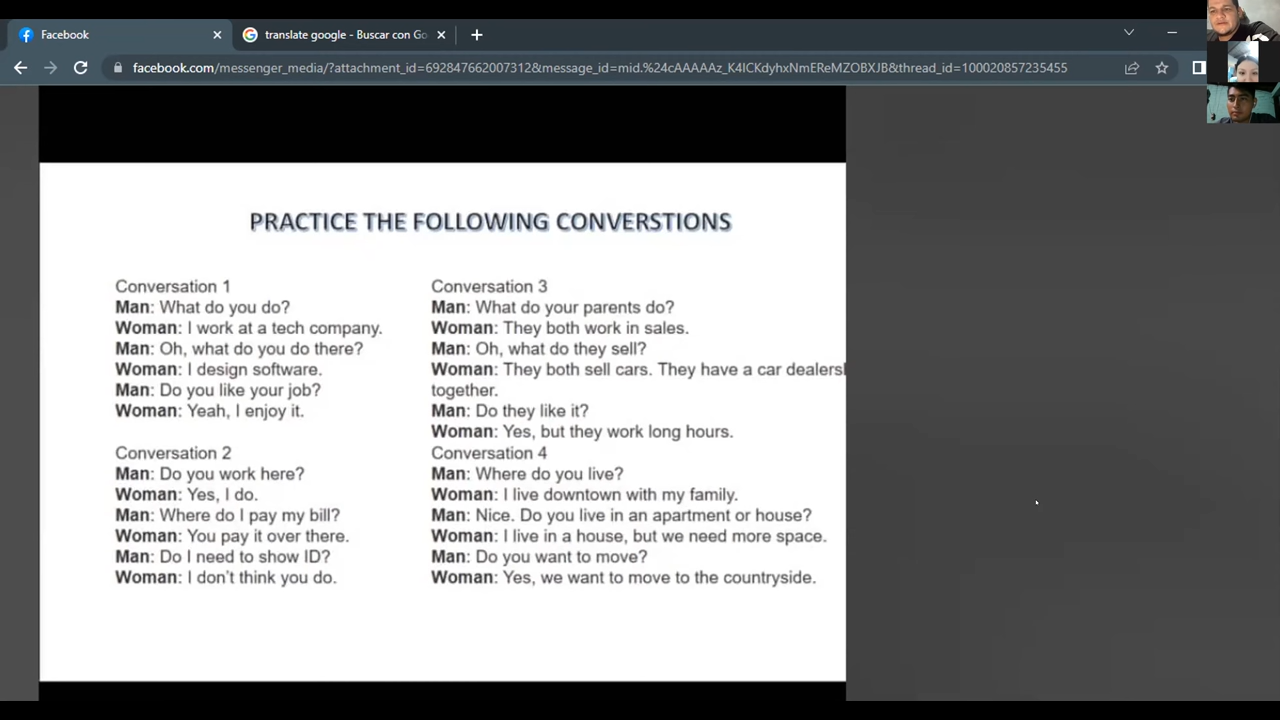 Facebook
translate google - Buscar con Go
facebook.com/messenger_media/?attachment_id=692847662007312&message_id=mid.%24cAAAAAz_K4ICKdyhxNmEReMZOBXJB&thread_id=100020857235455
PRACTICE THE FOLLOWING CONVERSTIONS
Conversation 1
Man: What do you do?
Woman: I work at a tech company.
Man: Oh, what do you do there?
Woman: I design software.
Man: Do you like your job?
Woman: Yeah, I enjoy it.
Conversation 2
Man: Do you work here?
Woman: Yes, I do.
Man: Where do I pay my bill?
Woman: You pay it over there.
Man: Do I need to show ID?
Woman: I don't think you do.
Conversation 3
Man: What do your parents do?
Woman: They both work in sales.
Man: Oh, what do they sell?
Woman: They both sell cars. They have a car
together.
Man: Do they like it?
Woman: Yes, but they work long hours.
Conversation 4
Man: Where do you live?
Woman: I live downtown with my family.
Man: Nice. Do you live in an apartment or house?
Woman: I live in a house, but we need more space.
Man: Do you want to move?
Woman: Yes, we want to move to the countryside.